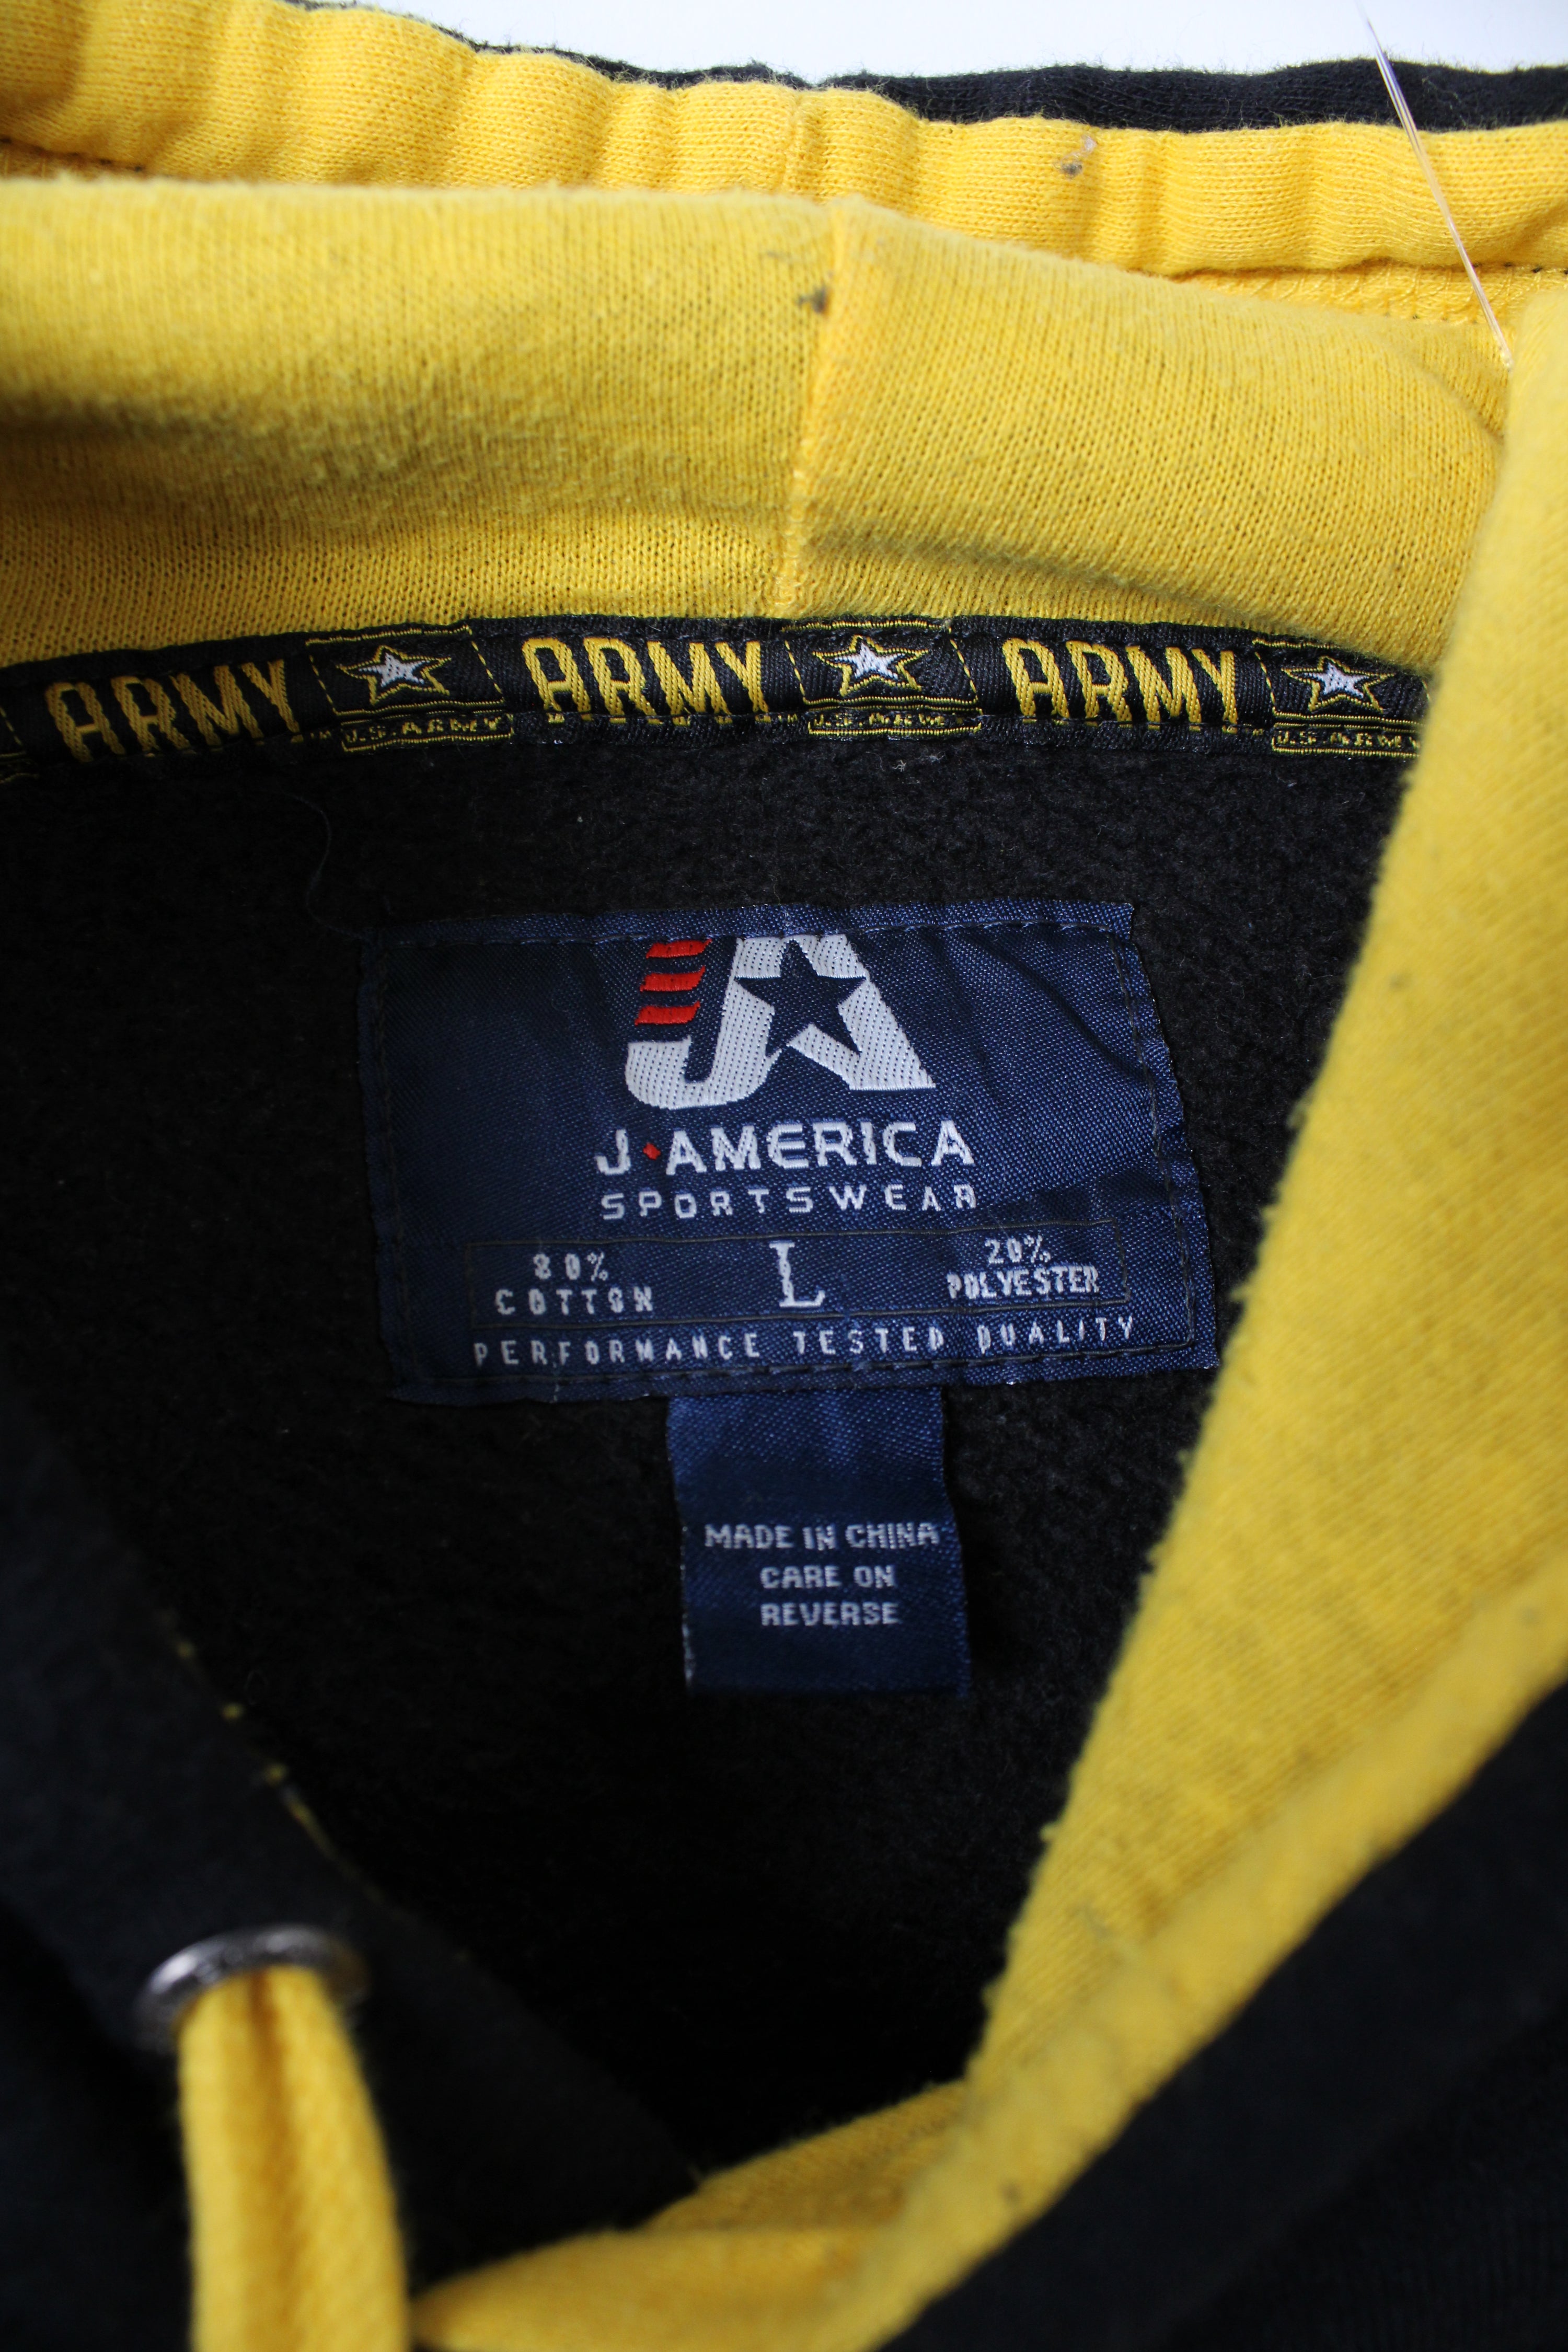 ARMY U.S.ARMY ARMY U.S.ARMY ARMY U.S.ARMY
JA
J·AMERICA
SPORTSWEAR
80% COTTON L 20% POLYESTER
PERFORMANCE TESTED QUALITY
MADE IN CHINA
CARE ON
REVERSE